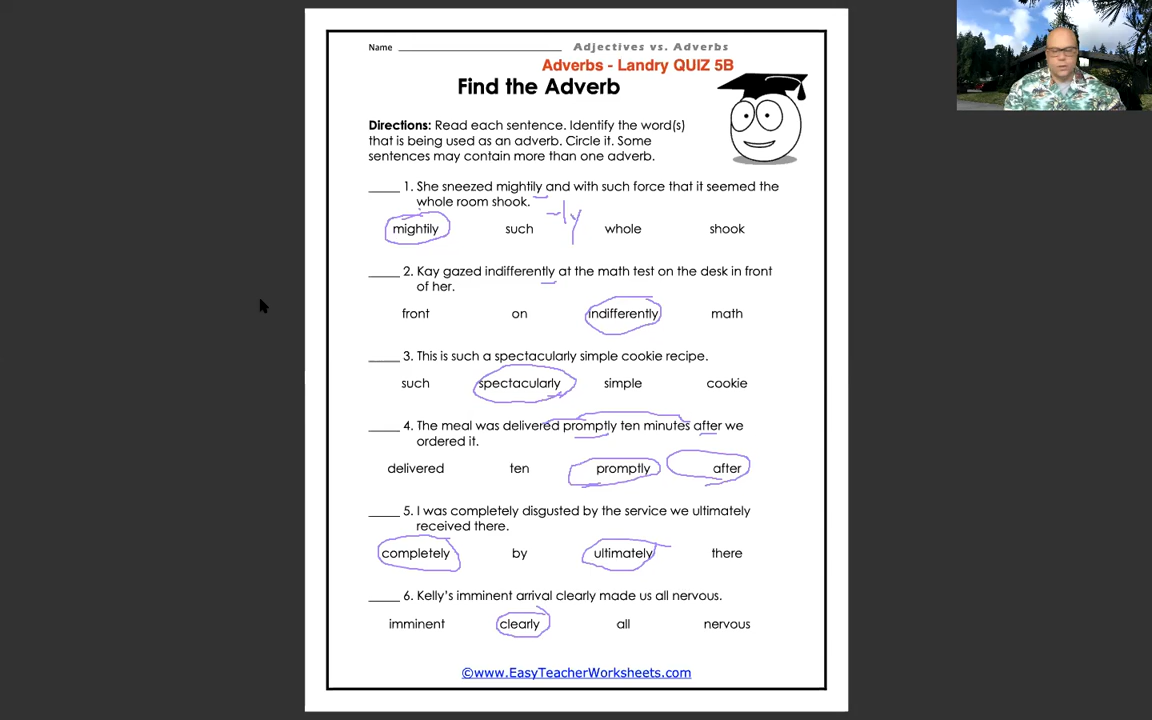 Name ____________ Adjectives vs. Adverbs
Adverbs - Landry QUIZ 5B
Find the Adverb
Directions: Read each sentence. Identify the word(s)
that is being used as an adverb. Circle it. Some
sentences may contain more than one adverb.
_____ 1. She sneezed mightily and with such force that it seemed the
whole room shook.
-ly
mightily such whole shook
_____ 2. Kay gazed indifferently at the math test on the desk in front
of her.
front on indifferently math
_____ 3. This is such a spectacularly simple cookie recipe.
such spectacularly simple cookie
_____ 4. The meal was delivered promptly ten minutes after we
ordered it.
delivered ten promptly after
_____ 5. I was completely disgusted by the service we ultimately
received there.
completely by ultimately there
_____ 6. Kelly's imminent arrival clearly made us all nervous.
imminent clearly all nervous
©www.EasyTeacherWorksheets.com